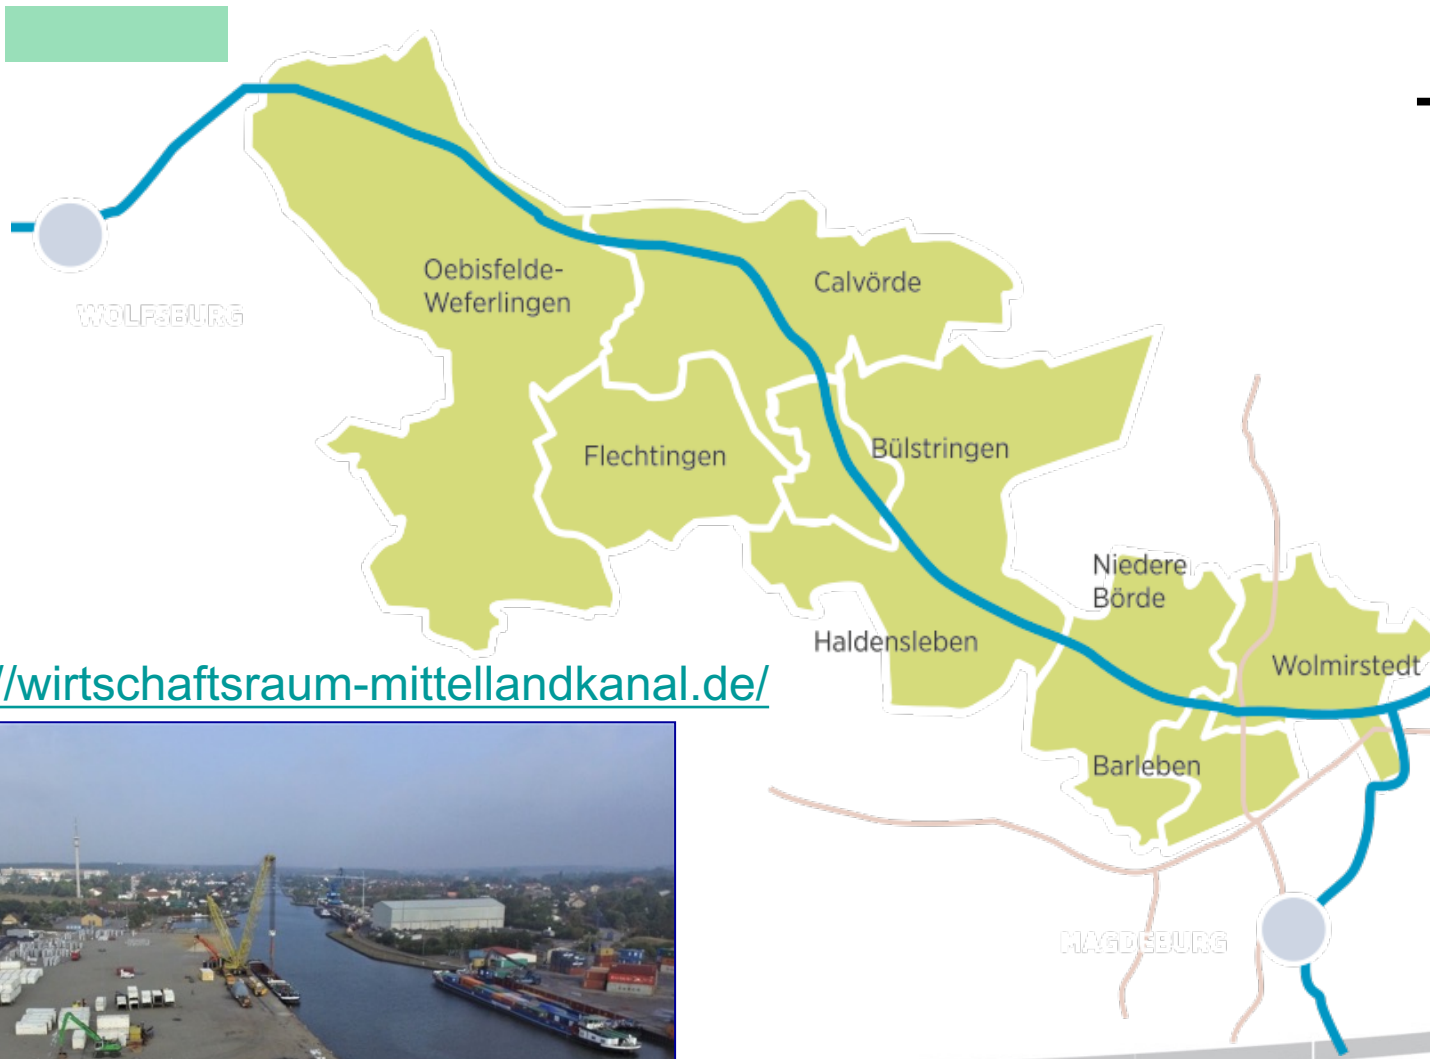 Oebisfelde-
Weferlingen
Calvörde
WOLFSBURG
Flechtingen
Bülstringen
Niedere
Börde
Haldensleben
Wolmirstedt
//wirtschaftsraum-mittellandkanal.de/
Barleben
MAGDEBURG